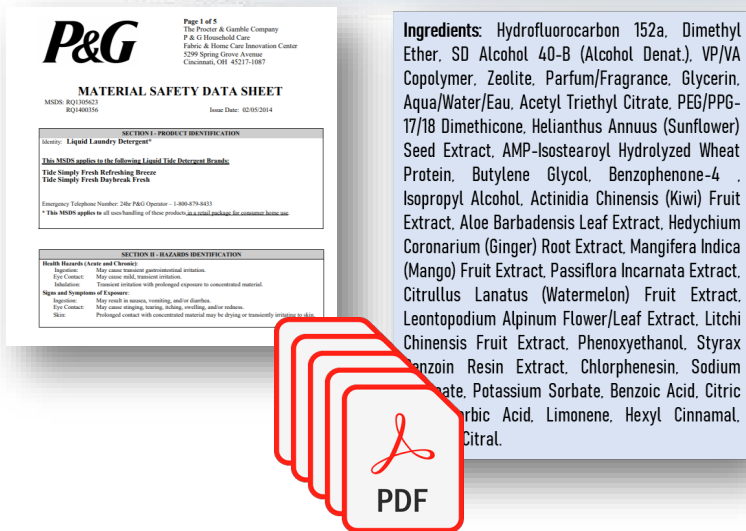 P&G
Page 1 of 5
The Procter & Gamble Company
P & G Household Care
Fabric & Home Care Innovation Center
5299 Spring Grove Avenue
Cincinnati, OH 45217-1087
MATERIAL SAFETY DATA SHEET
MSDS: RQ1305623
RQ1400356
Issue Date: 02/05/2014
SECTION I - PRODUCT IDENTIFICATION
Identity: Liquid Laundry Detergent*
This MSDS applies to the following Liquid Tide Detergent Brands:
Tide Simply Fresh Refreshing Breeze
Tide Simply Fresh Daybreak Fresh
Emergency Telephone Number: 24hr P&G Operator – 1-800-879-8433
* This MSDS applies to all uses/handling of these products in a retail package for consumer home use.
SECTION II - HAZARDS IDENTIFICATION
Health Hazards (Acute and Chronic):
Ingestion: May cause transient gastrointestinal irritation.
Eye Contact: May cause mild, transient irritation.
Inhalation: Transient irritation with prolonged exposure to concentrated material.
Signs and Symptoms of Exposure:
Ingestion: May result in nausea, vomiting, and/or diarrhea.
Eye Contact: May cause stinging, tearing, itching, swelling, and/or redness.
Skin: Prolonged contact with concentrated material may be drying or transiently irritating to skin.
Ingredients: Hydrofluorocarbon 152a, Dimethyl
Ether, SD Alcohol 40-B (Alcohol Denat.), VP/VA
Copolymer, Zeolite, Parfum/Fragrance, Glycerin,
Aqua/Water/Eau, Acetyl Triethyl Citrate, PEG/PPG-
17/18 Dimethicone, Helianthus Annuus (Sunflower)
Seed Extract, AMP-Isostearoyl Hydrolyzed Wheat
Protein, Butylene Glycol, Benzophenone-4 ,
Isopropyl Alcohol, Actinidia Chinensis (Kiwi) Fruit
Extract, Aloe Barbadensis Leaf Extract, Hedychium
Coronarium (Ginger) Root Extract, Mangifera Indica
(Mango) Fruit Extract, Passiflora Incarnata Extract,
Citrullus Lanatus (Watermelon) Fruit Extract,
Leontopodium Alpinum Flower/Leaf Extract, Litchi
Chinensis Fruit Extract, Phenoxyethanol, Styrax
Benzoin Resin Extract, Chlorphenesin, Sodium
Potassium Sorbate, Benzoic Acid, Citric
Acid, Limonene, Hexyl Cinnamal,
Citral.
PDF